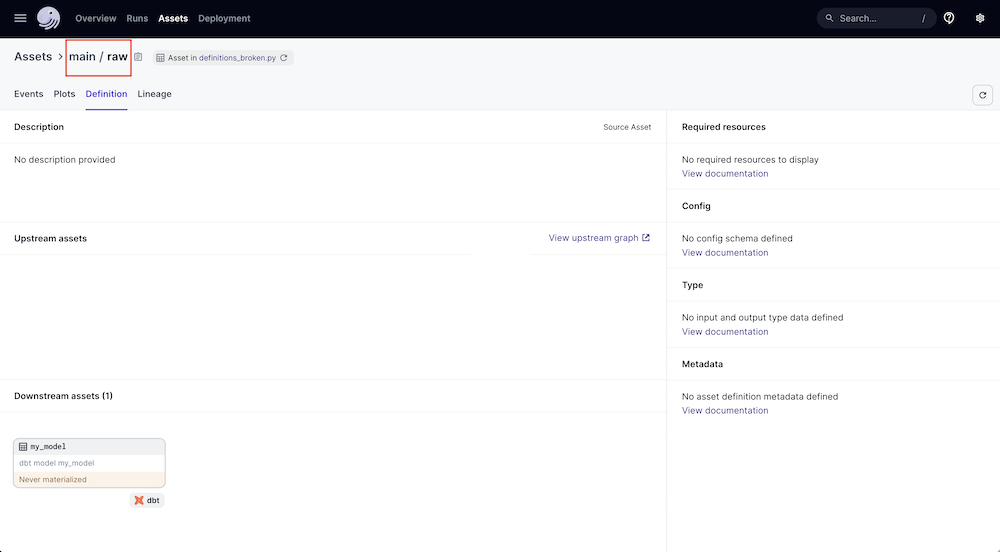 Overview Runs Assets Deployment Search... /
Assets > main / raw Asset in definitions_broken.py
Events Plots Definition Lineage
Description Source Asset
No description provided
Upstream assets View upstream graph
Downstream assets (1)
my_model
dbt model my_model
Never materialized
dbt
Required resources
No required resources to display
View documentation
Config
No config schema defined
View documentation
Type
No input and output type data defined
View documentation
Metadata
No asset definition metadata defined
View documentation